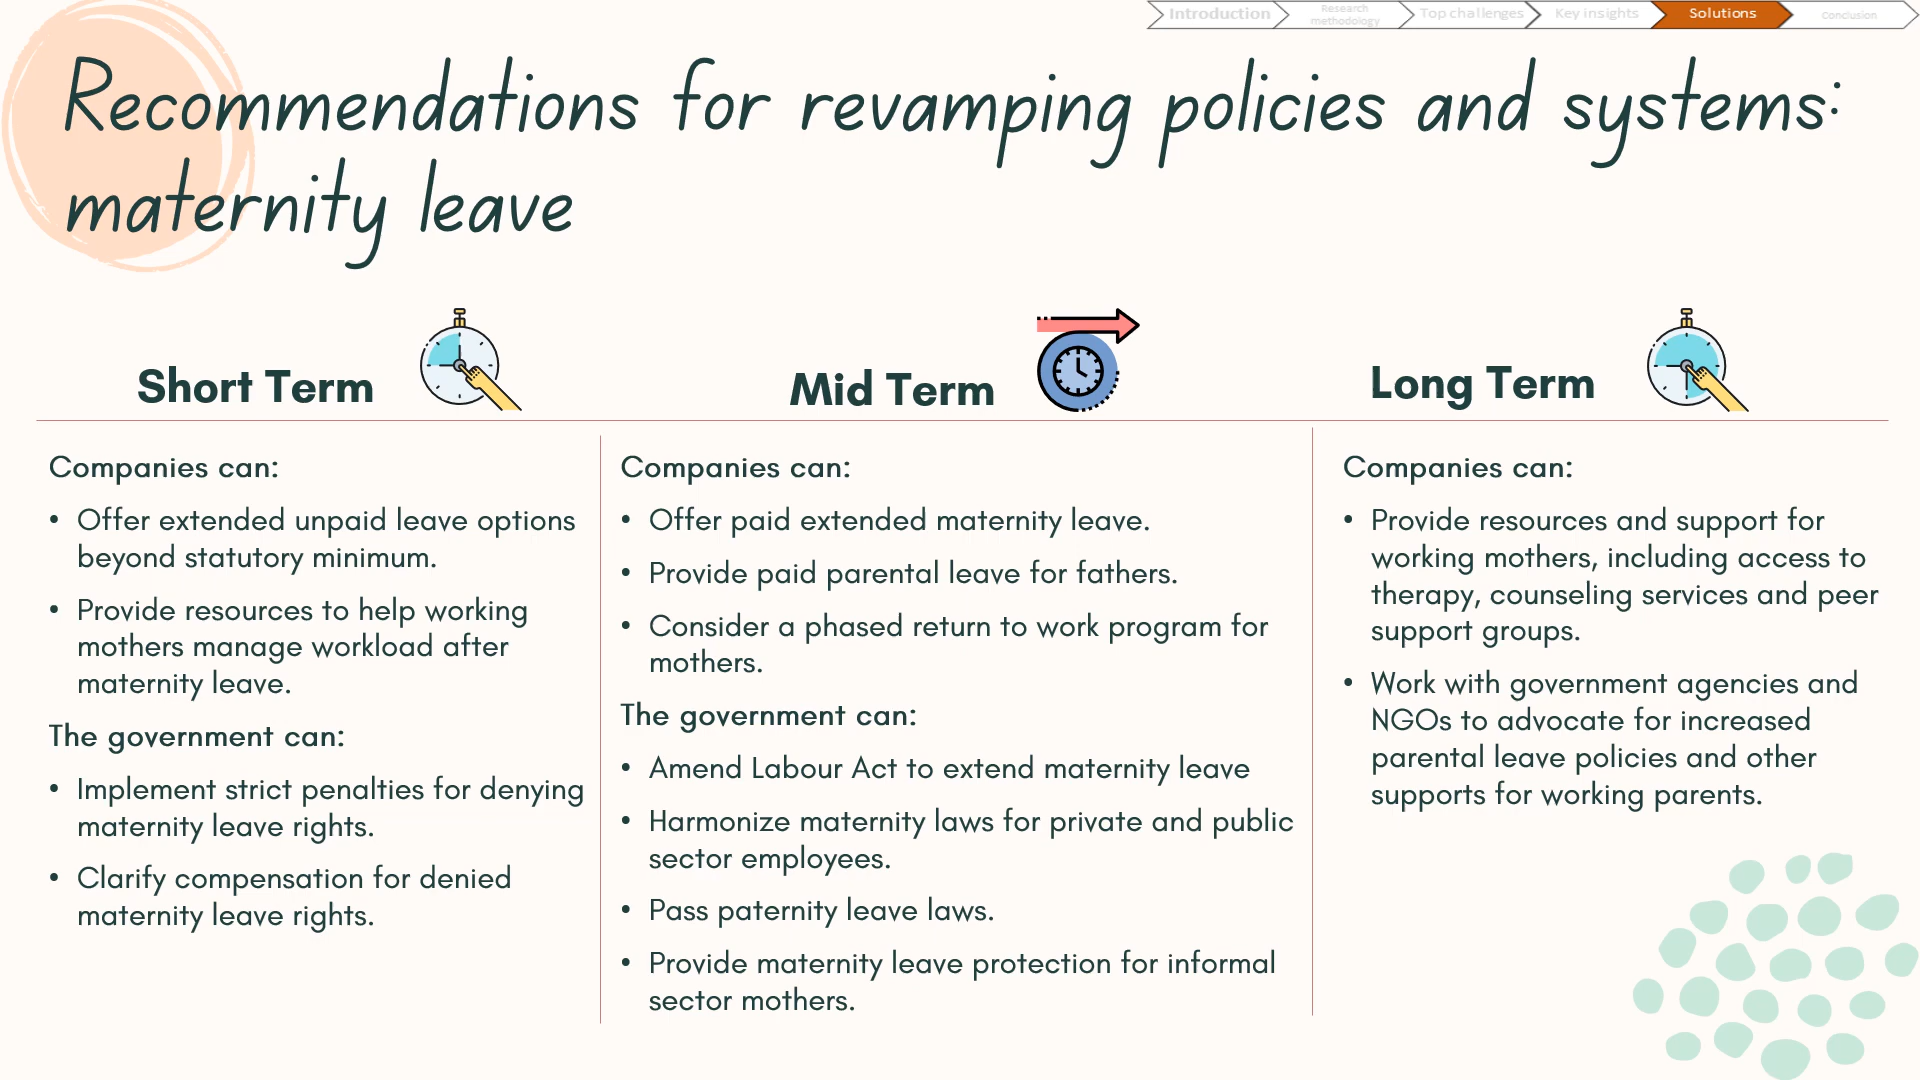 Introduction
Research
methodology
Top challenges
Key insights
Solutions
Conclusion
Recommendations for revamping policies and systems:
maternity leave
Short Term
Companies can:
• Offer extended unpaid leave options
beyond statutory minimum.
• Provide resources to help working
mothers manage workload after
maternity leave.
The government can:
• Implement strict penalties for denying
maternity leave rights.
• Clarify compensation for denied
maternity leave rights.
Mid Term
Companies can:
• Offer paid extended maternity leave.
• Provide paid parental leave for fathers.
• Consider a phased return to work program for
mothers.
The government can:
• Amend Labour Act to extend maternity leave
• Harmonize maternity laws for private and public
sector employees.
• Pass paternity leave laws.
• Provide maternity leave protection for informal
sector mothers.
Long Term
Companies can:
• Provide resources and support for
working mothers, including access to
therapy, counseling services and peer
support groups.
• Work with government agencies and
NGOs to advocate for increased
parental leave policies and other
supports for working parents.